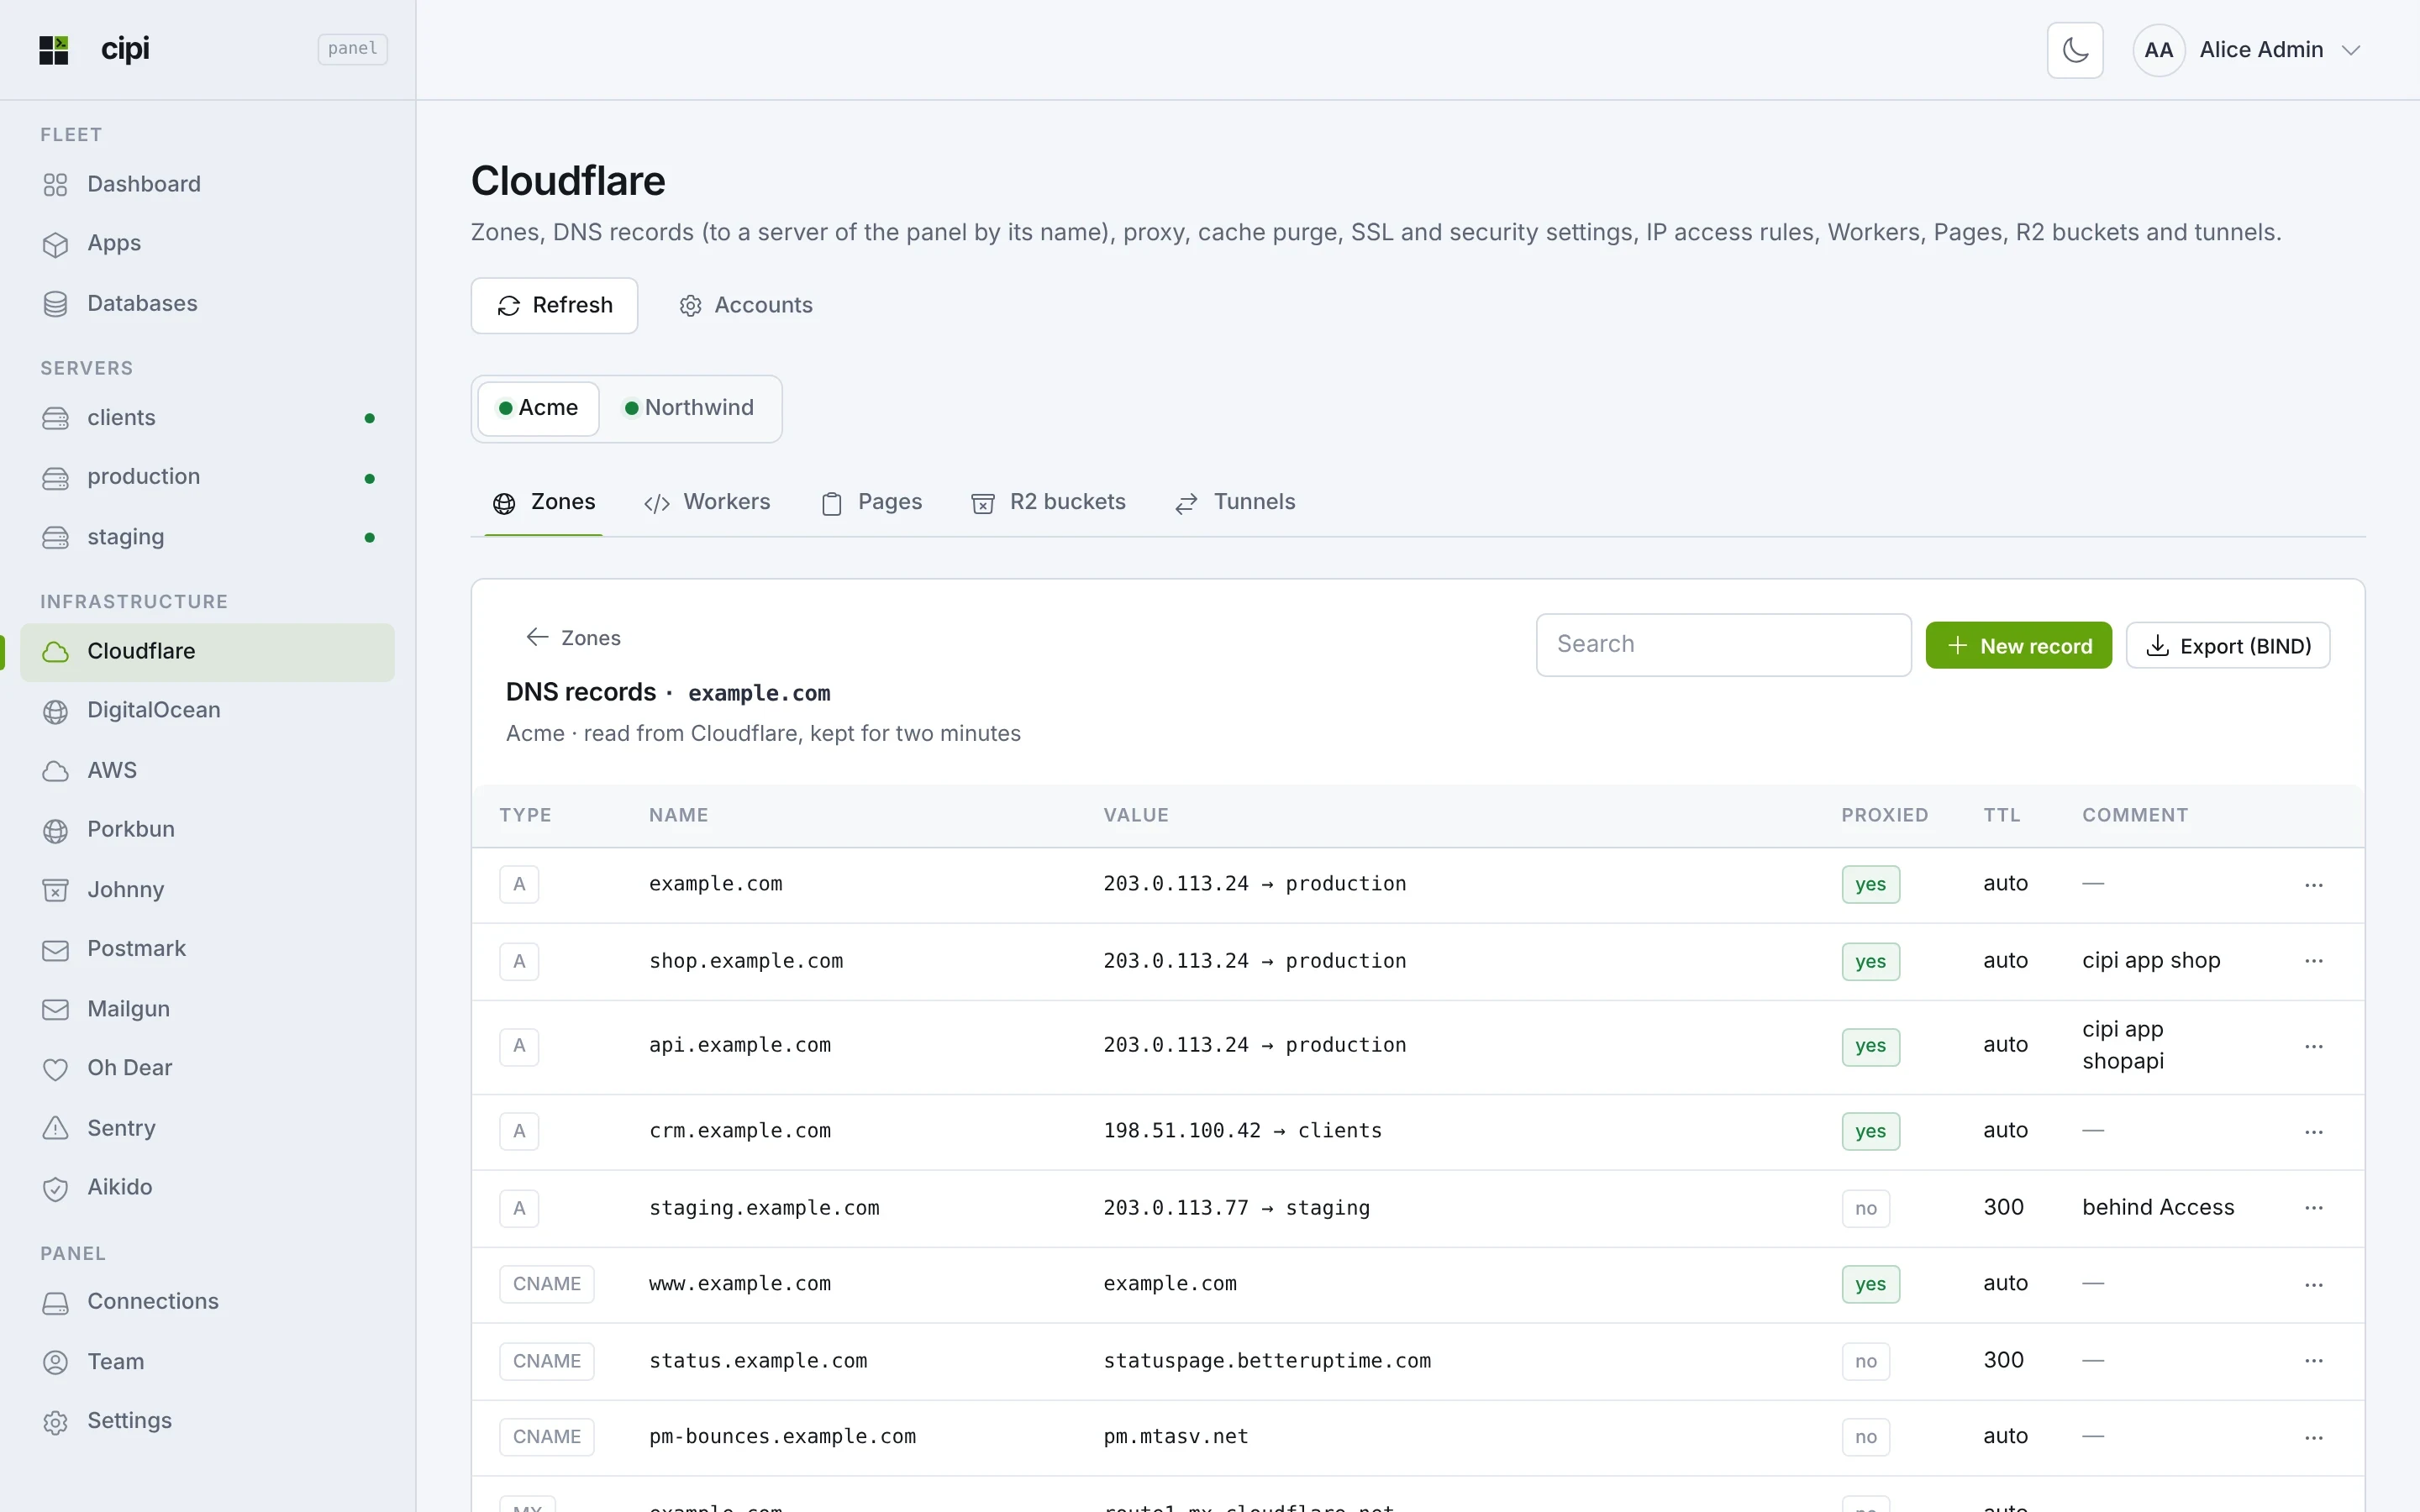 cipi
panel
AA
Alice Admin
FLEET
Dashboard
Apps
Databases
SERVERS
clients
production
staging
INFRASTRUCTURE
Cloudflare
DigitalOcean
AWS
Porkbun
Johnny
Postmark
Mailgun
Oh Dear
Sentry
Aikido
PANEL
Connections
Team
Settings
Cloudflare
Zones, DNS records (to a server of the panel by its name), proxy, cache purge, SSL and security settings, IP access rules, Workers, Pages, R2 buckets and tunnels.
Refresh
Accounts
Acme
Northwind
Zones
Workers
Pages
R2 buckets
Tunnels
← Zones
Search
+ New record
Export (BIND)
DNS records · example.com
Acme · read from Cloudflare, kept for two minutes
TYPE NAME VALUE PROXIED TTL COMMENT
A example.com 203.0.113.24 → production yes auto — ...
A shop.example.com 203.0.113.24 → production yes auto cipi app shop ...
A api.example.com 203.0.113.24 → production yes auto cipi app shopapi ...
A crm.example.com 198.51.100.42 → clients yes auto — ...
A staging.example.com 203.0.113.77 → staging no 300 behind Access ...
CNAME www.example.com example.com yes auto — ...
CNAME status.example.com statuspage.betteruptime.com no 300 — ...
CNAME pm-bounces.example.com pm.mtasv.net no auto — ...
MX example.com route1.mx.cloudflare.net no auto